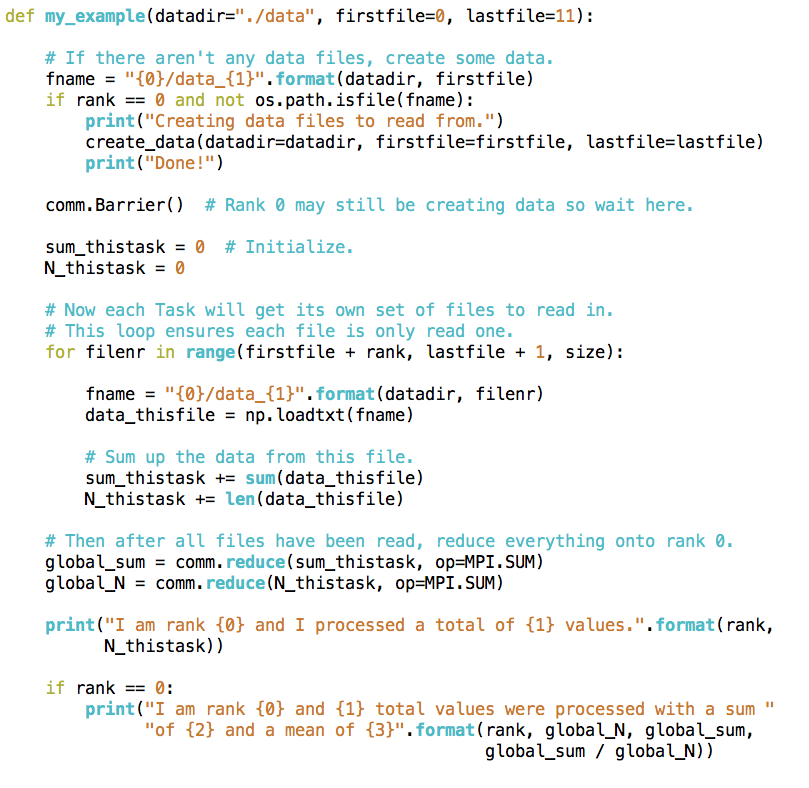 def my_example(datadir="./data", firstfile=0, lastfile=11):

    # If there aren't any data files, create some data.
    fname = "{0}/data_{1}".format(datadir, firstfile)
    if rank == 0 and not os.path.isfile(fname):
        print("Creating data files to read from.")
        create_data(datadir=datadir, firstfile=firstfile, lastfile=lastfile)
        print("Done!")

    comm.Barrier()  # Rank 0 may still be creating data so wait here.

    sum_thistask = 0  # Initialize.
    N_thistask = 0

    # Now each Task will get its own set of files to read in.
    # This loop ensures each file is only read one.
    for filenr in range(firstfile + rank, lastfile + 1, size):

        fname = "{0}/data_{1}".format(datadir, filenr)
        data_thisfile = np.loadtxt(fname)

        # Sum up the data from this file.
        sum_thistask += sum(data_thisfile)
        N_thistask += len(data_thisfile)

    # Then after all files have been read, reduce everything onto rank 0.
    global_sum = comm.reduce(sum_thistask, op=MPI.SUM)
    global_N = comm.reduce(N_thistask, op=MPI.SUM)

    print("I am rank {0} and I processed a total of {1} values.".format(rank,
          N_thistask))

    if rank == 0:
        print("I am rank {0} and {1} total values were processed with a sum "
              "of {2} and a mean of {3}".format(rank, global_N, global_sum,
                                                global_sum / global_N))